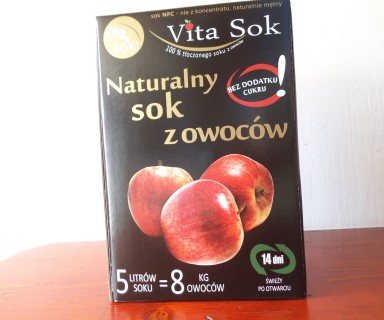 sok NFC - nie z koncentratu, naturalnie mętny
Vita Sok
100 % tłoczonego soku z owoców
Naturalny
sok
z owoców
BEZ DODATKU
CUKRU
!
14 dni
ŚWIEŻY
PO OTWARCIU
5 LITRÓW
SOKU
= 8 KG
OWOCÓW